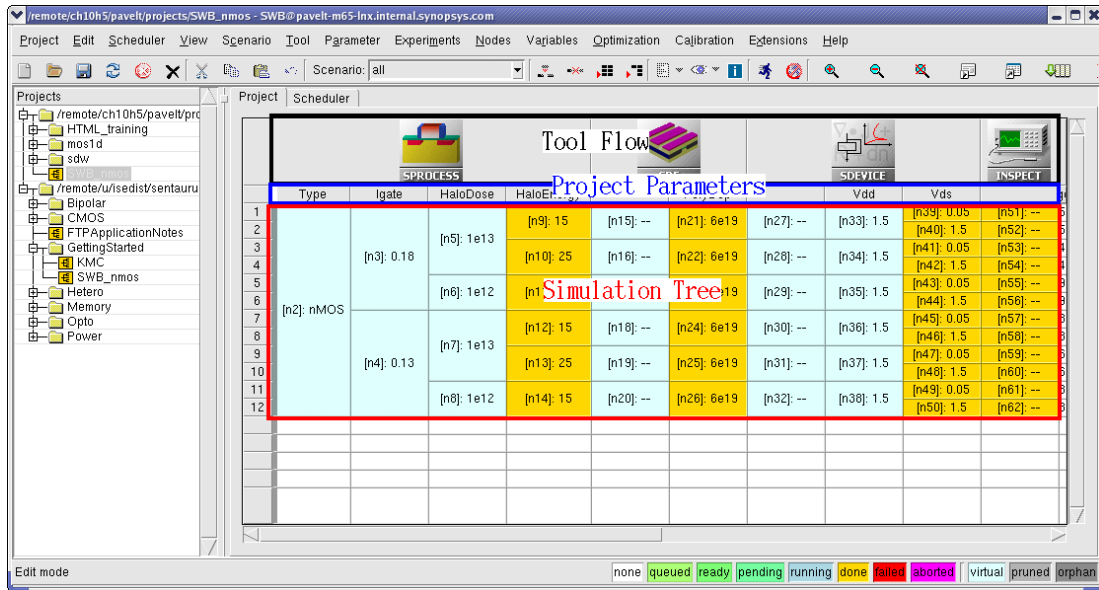 /remote/ch10h5/pavelt/projects/SWB_nmos - SWB@pavelt-m65-lnx.internal.synopsys.com
Project Edit Scheduler View Scenario Tool Parameter Experiments Nodes Variables Optimization Calibration Extensions Help
Scenario: all
Projects
/remote/ch10h5/pavelt/pro
HTML_training
mos1d
sdw
SWB_nmos
/remote/u/isedist/sentauru
Bipolar
CMOS
FTPApplicationNotes
GettingStarted
KMC
SWB_nmos
Hetero
Memory
Opto
Power
Project Scheduler
Tool Flow
SPROCESS SDEVICE INSPECT
Project Parameters
Type lgate HaloDose Vdd Vds
1 2 3 4 5 6 7 8 9 10 11 12
[n2]: nMOS
[n3]: 0.18
[n4]: 0.13
[n5]: 1e13
[n6]: 1e12
[n7]: 1e13
[n8]: 1e12
[n9]: 15 [n15]: -- [n21]: 6e19 [n27]: -- [n33]: 1.5
[n10]: 25 [n16]: -- [n22]: 6e19 [n28]: -- [n34]: 1.5
Simulation Tree [n29]: -- [n35]: 1.5
[n12]: 15 [n18]: -- [n24]: 6e19 [n30]: -- [n36]: 1.5
[n13]: 25 [n19]: -- [n25]: 6e19 [n31]: -- [n37]: 1.5
[n14]: 15 [n20]: -- [n26]: 6e19 [n32]: -- [n38]: 1.5
[n39]: 0.05 [n51]: --
[n40]: 1.5 [n52]: --
[n41]: 0.05 [n53]: --
[n42]: 1.5 [n54]: --
[n43]: 0.05 [n55]: --
[n44]: 1.5 [n56]: --
[n45]: 0.05 [n57]: --
[n46]: 1.5 [n58]: --
[n47]: 0.05 [n59]: --
[n48]: 1.5 [n60]: --
[n49]: 0.05 [n61]: --
[n50]: 1.5 [n62]: --
Edit mode
none queued ready pending running done failed aborted virtual pruned orphan